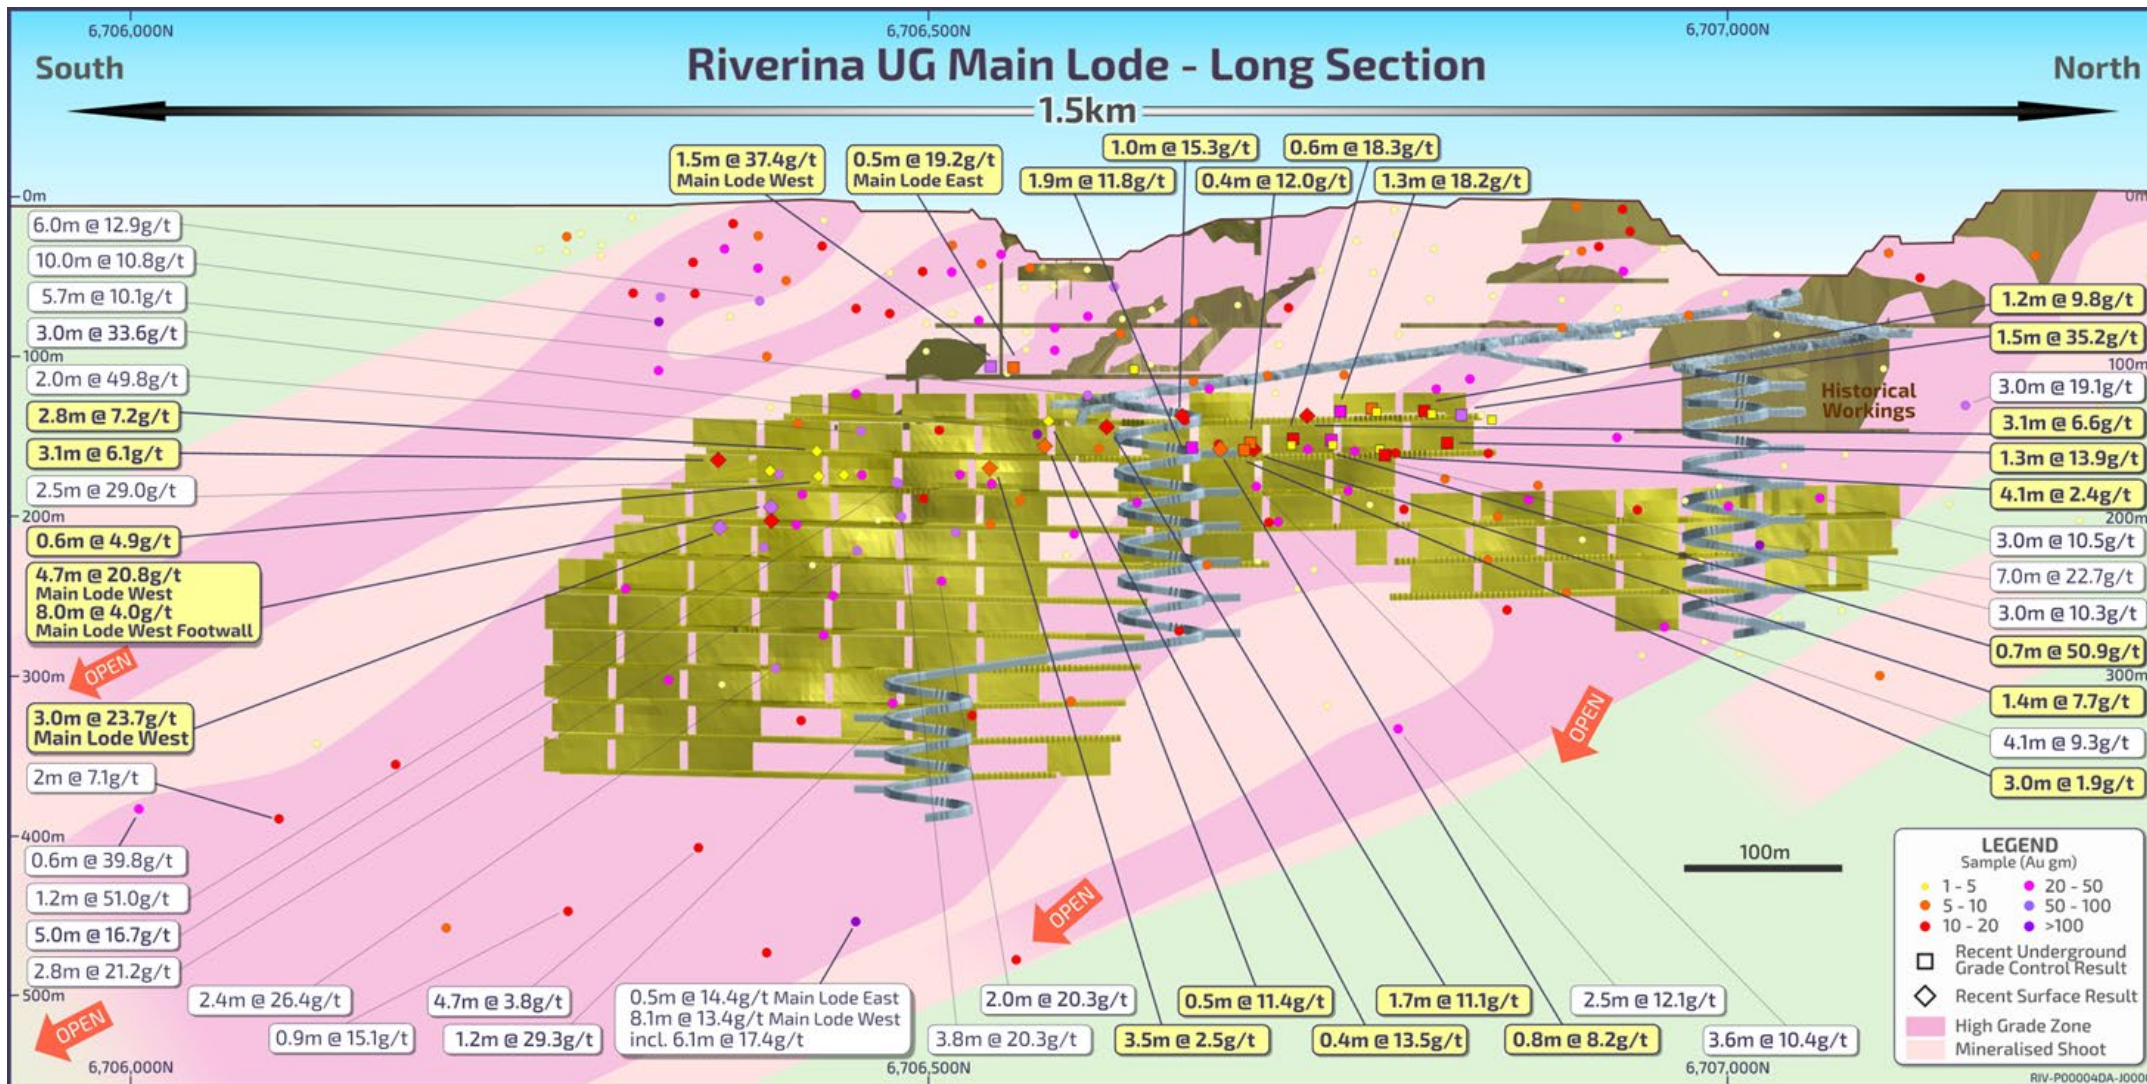 6,706,000N
6,706,500N
6,707,000N
South
Riverina UG Main Lode - Long Section
North
1.5km
1.5m @ 37.4g/t
Main Lode West
0.5m @ 19.2g/t
Main Lode East
1.0m @ 15.3g/t
0.6m @ 18.3g/t
1.9m @ 11.8g/t
0.4m @ 12.0g/t
1.3m @ 18.2g/t
0m
0m
6.0m @ 12.9g/t
10.0m @ 10.8g/t
5.7m @ 10.1g/t
3.0m @ 33.6g/t
100m
2.0m @ 49.8g/t
2.8m @ 7.2g/t
3.1m @ 6.1g/t
2.5m @ 29.0g/t
200m
0.6m @ 4.9g/t
4.7m @ 20.8g/t
Main Lode West
8.0m @ 4.0g/t
Main Lode West Footwall
OPEN
300m
3.0m @ 23.7g/t
Main Lode West
2m @ 7.1g/t
400m
0.6m @ 39.8g/t
1.2m @ 51.0g/t
5.0m @ 16.7g/t
2.8m @ 21.2g/t
500m
OPEN
1.2m @ 9.8g/t
1.5m @ 35.2g/t
100m
3.0m @ 19.1g/t
Historical
Workings
3.1m @ 6.6g/t
1.3m @ 13.9g/t
4.1m @ 2.4g/t
200m
3.0m @ 10.5g/t
7.0m @ 22.7g/t
3.0m @ 10.3g/t
0.7m @ 50.9g/t
300m
1.4m @ 7.7g/t
OPEN
4.1m @ 9.3g/t
3.0m @ 1.9g/t
100m
OPEN
2.4m @ 26.4g/t
4.7m @ 3.8g/t
0.5m @ 14.4g/t Main Lode East
8.1m @ 13.4g/t Main Lode West
incl. 6.1m @ 17.4g/t
2.0m @ 20.3g/t
0.5m @ 11.4g/t
1.7m @ 11.1g/t
2.5m @ 12.1g/t
0.9m @ 15.1g/t
1.2m @ 29.3g/t
3.8m @ 20.3g/t
3.5m @ 2.5g/t
0.4m @ 13.5g/t
0.8m @ 8.2g/t
3.6m @ 10.4g/t
LEGEND
Sample (Au gm)
1 - 5
20 - 50
5 - 10
50 - 100
10 - 20
>100
Recent Underground
Grade Control Result
Recent Surface Result
High Grade Zone
Mineralised Shoot
6,706,000N
6,706,500N
6,707,000N